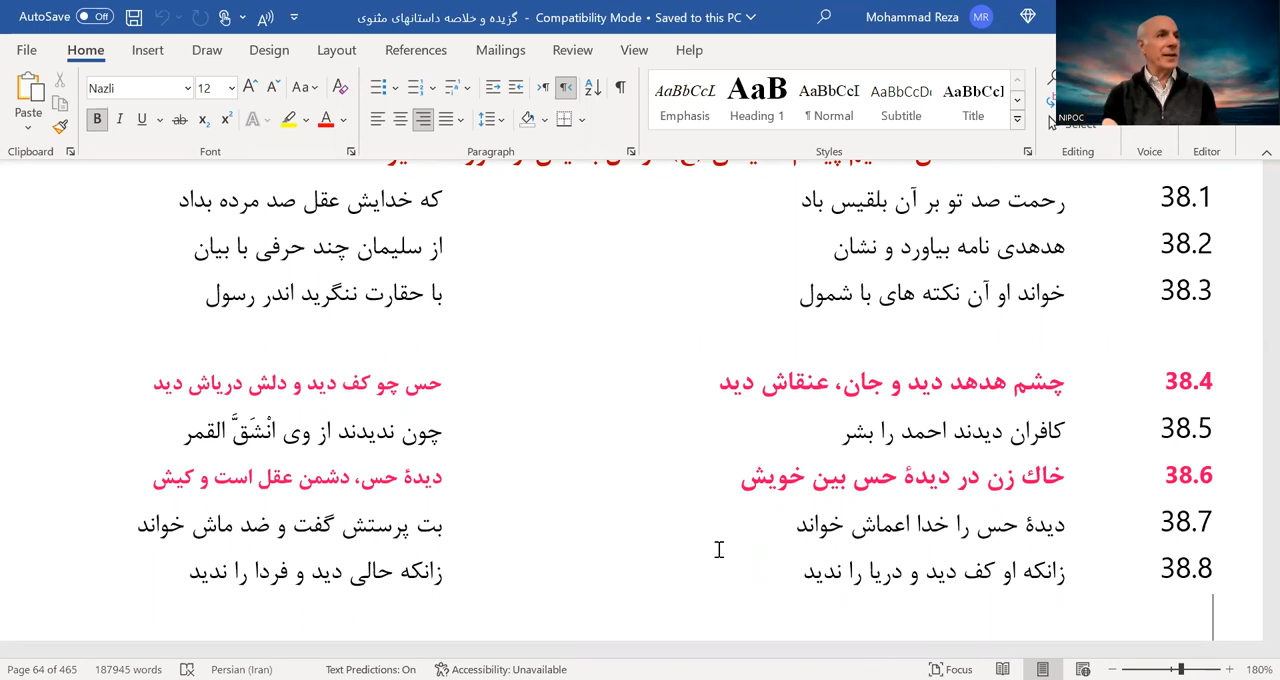 AutoSave Off گزیده و خلاصه داستانهای مثنوی - Compatibility Mode • Saved to this PC Mohammad Reza MR
File Home Insert Draw Design Layout References Mailings Review View Help
Nazli 12 Aa
Paste B I U ab x₂ x² A A
AaBbCcL AaB AaBbCcI AaBbCcDc AaBbCcI
Emphasis Heading 1 ¶ Normal Subtitle Title
Select
NIPOC
Clipboard Font Paragraph Styles Editing Voice Editor
38.1 رحمت صد تو بر آن بلقیس باد که خدایش عقل صد مرده بداد
38.2 هدهدی نامه بیاورد و نشان از سلیمان چند حرفی با بیان
38.3 خواند او آن نکته های با شمول با حقارت ننگرید اندر رسول
38.4 چشم هدهد دید و جان، عنقاش دید حس چو کف دید و دلش دریاش دید
38.5 کافران دیدند احمد را بشر چون ندیدند از وی انْشَقَّ القمر
38.6 خاك زن در دیدهٔ حس بین خویش دیدهٔ حس، دشمن عقل است و کیش
38.7 دیدهٔ حس را خدا اعماش خواند بت پرستش گفت و ضد ماش خواند
38.8 زانکه او کف دید و دریا را ندید زانکه حالی دید و فردا را ندید
Page 64 of 465 187945 words Persian (Iran) Text Predictions: On Accessibility: Unavailable Focus 180%